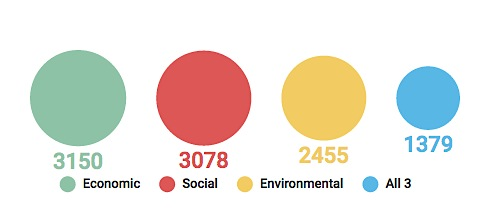 3150 3078 2455 1379
Economic Social Environmental All 3